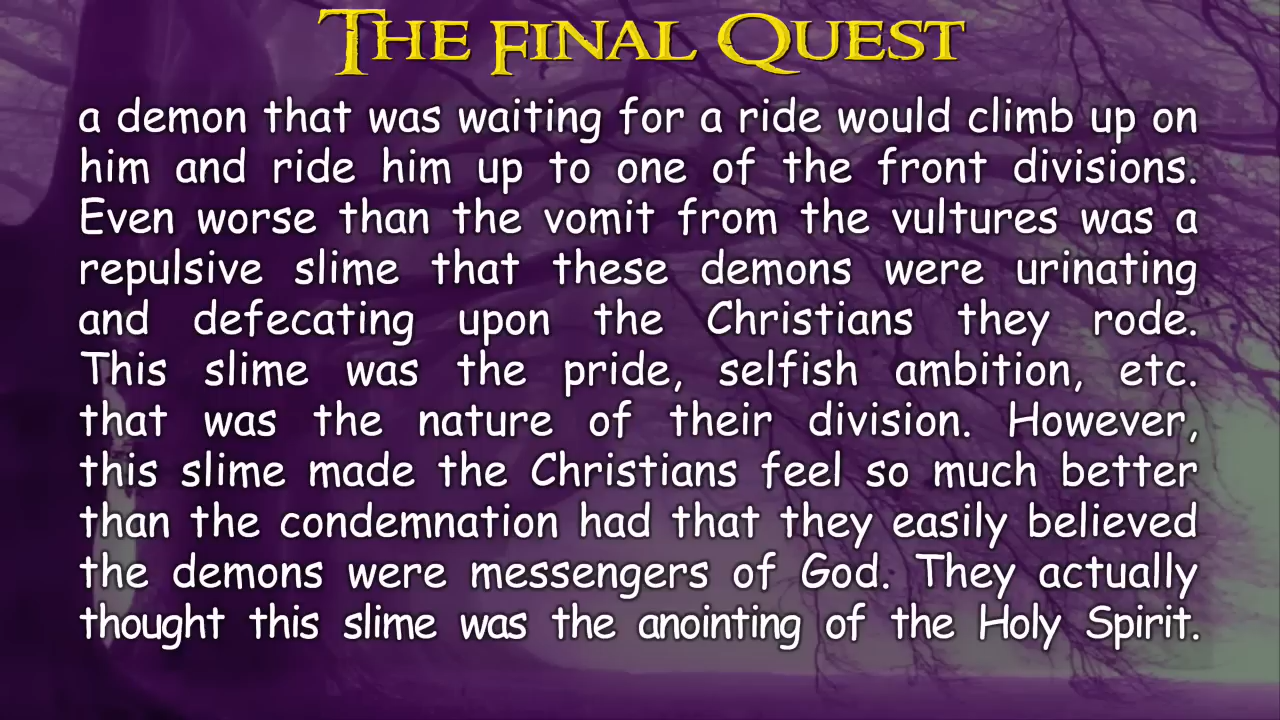 The Final Quest
a demon that was waiting for a ride would climb up on
him and ride him up to one of the front divisions.
Even worse than the vomit from the vultures was a
repulsive slime that these demons were urinating
and defecating upon the Christians they rode.
This slime was the pride, selfish ambition, etc.
that was the nature of their division. However,
this slime made the Christians feel so much better
than the condemnation had that they easily believed
the demons were messengers of God. They actually
thought this slime was the anointing of the Holy Spirit.